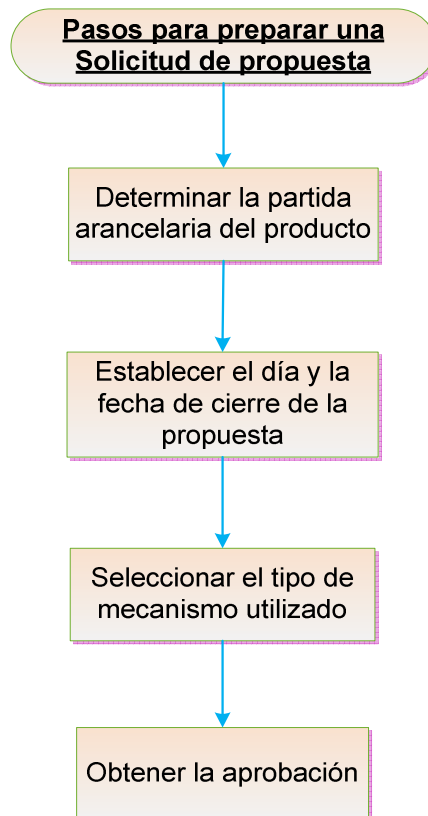 Pasos para preparar una
Solicitud de propuesta
Determinar la partida
arancelaria del producto
Establecer el día y la
fecha de cierre de la
propuesta
Seleccionar el tipo de
mecanismo utilizado
Obtener la aprobación